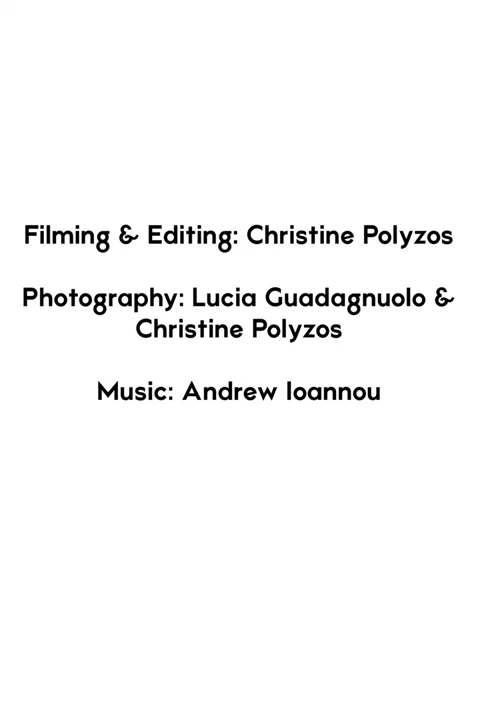 Filming & Editing: Christine Polyzos
Photography: Lucia Guadagnuolo &
Christine Polyzos
Music: Andrew Ioannou